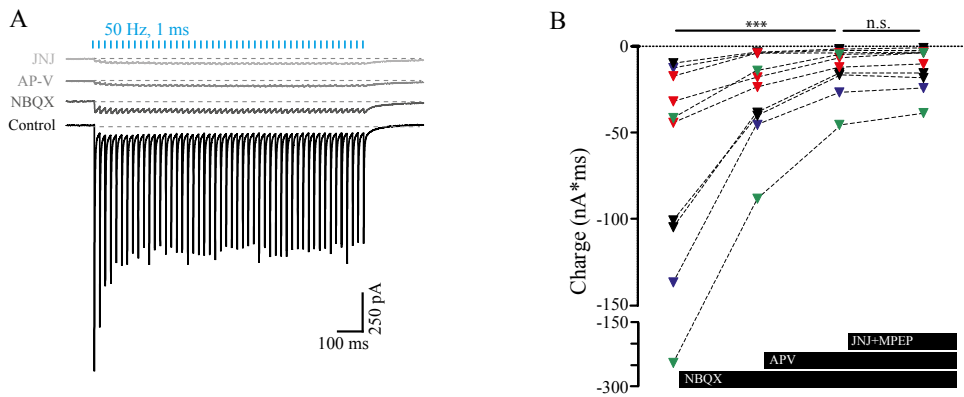 A
50 Hz, 1 ms
JNJ
AP-V
NBQX
Control
250 pA
100 ms
B
***
n.s.
Charge (nA*ms)
0
-50
-100
-150
-150
-300
JNJ+MPEP
APV
NBQX